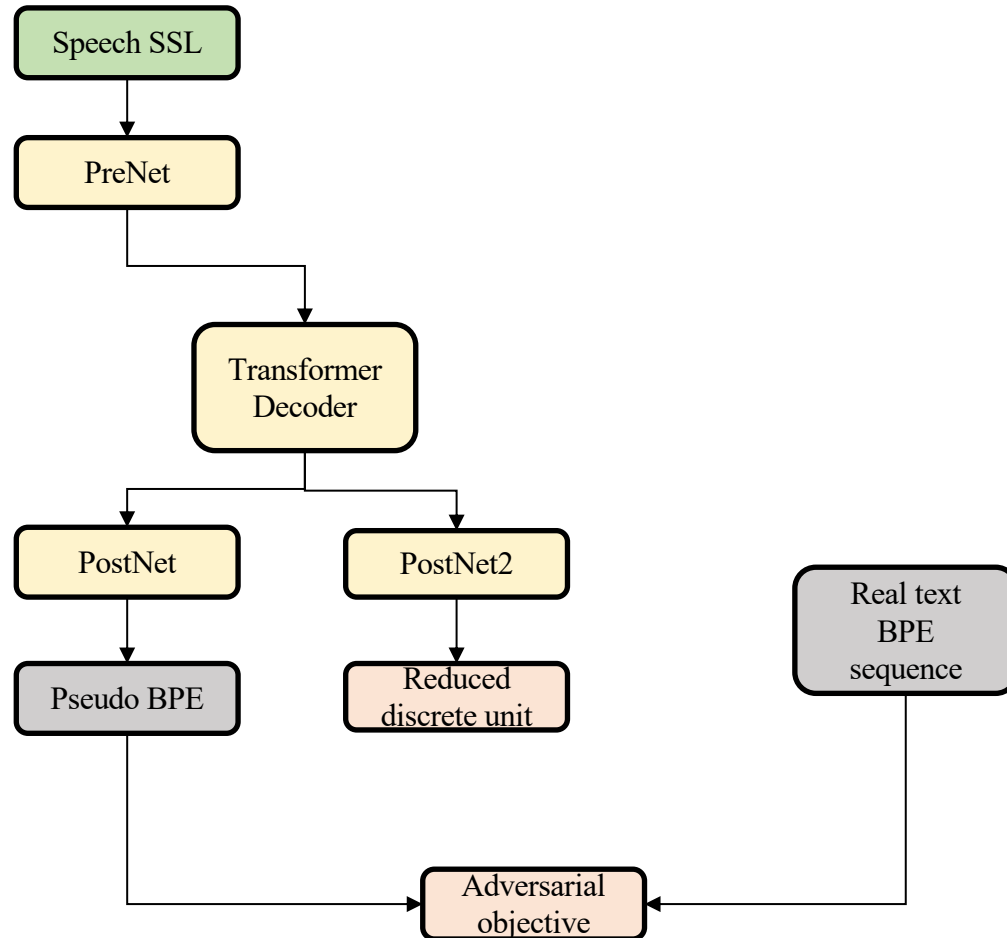 Speech SSL
PreNet
Transformer
Decoder
PostNet
PostNet2
Real text
BPE
sequence
Pseudo BPE
Reduced
discrete unit
Adversarial
objective